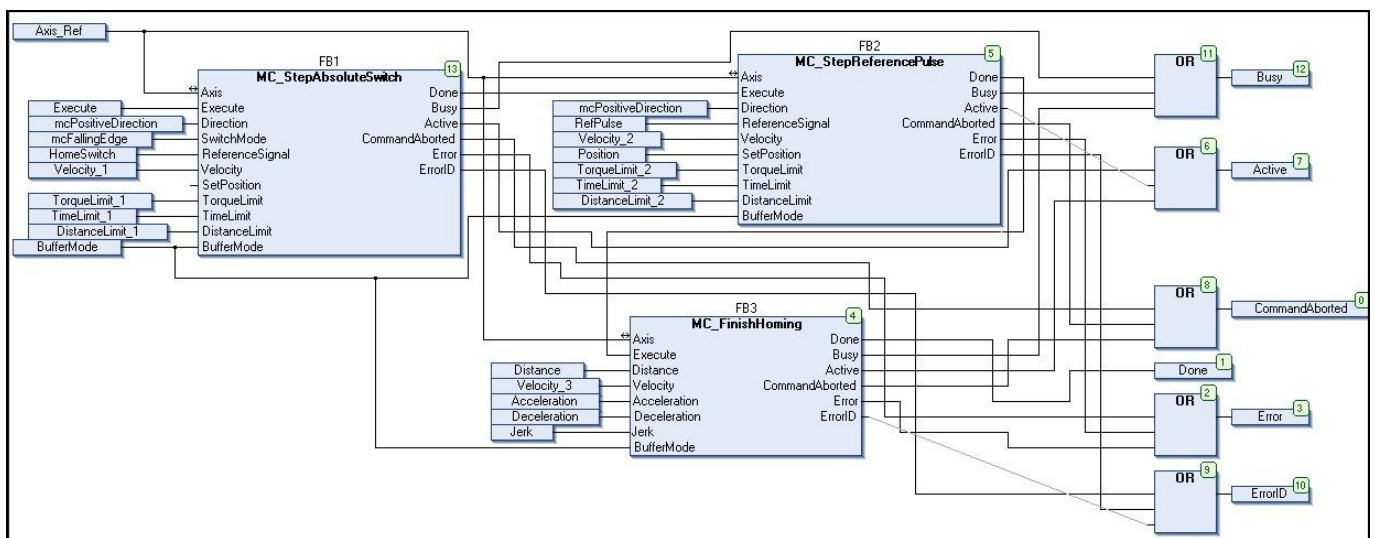 Axis_Ref
FB1
MC_StepAbsoluteSwitch
13
Axis
Execute
Direction
SwitchMode
ReferenceSignal
Velocity
SetPosition
TorqueLimit
TimeLimit
DistanceLimit
BufferMode
Done
Busy
Active
CommandAborted
Error
ErrorID
Execute
mcPositiveDirection
mcFallingEdge
HomeSwitch
Velocity_1
TorqueLimit_1
TimeLimit_1
DistanceLimit_1
BufferMode
FB2
MC_StepReferencePulse
5
Axis
Execute
Direction
ReferenceSignal
Velocity
SetPosition
TorqueLimit
TimeLimit
DistanceLimit
BufferMode
Done
Busy
Active
CommandAborted
Error
ErrorID
mcPositiveDirection
RefPulse
Velocity_2
Position
TorqueLimit_2
TimeLimit_2
DistanceLimit_2
FB3
MC_FinishHoming
4
Axis
Execute
Distance
Velocity
Acceleration
Deceleration
Jerk
BufferMode
Done
Busy
Active
CommandAborted
Error
ErrorID
Distance
Velocity_3
Acceleration
Deceleration
Jerk
OR
11
Busy
12
OR
6
Active
7
OR
8
CommandAborted
0
Done
1
OR
2
Error
3
OR
9
ErrorID
10